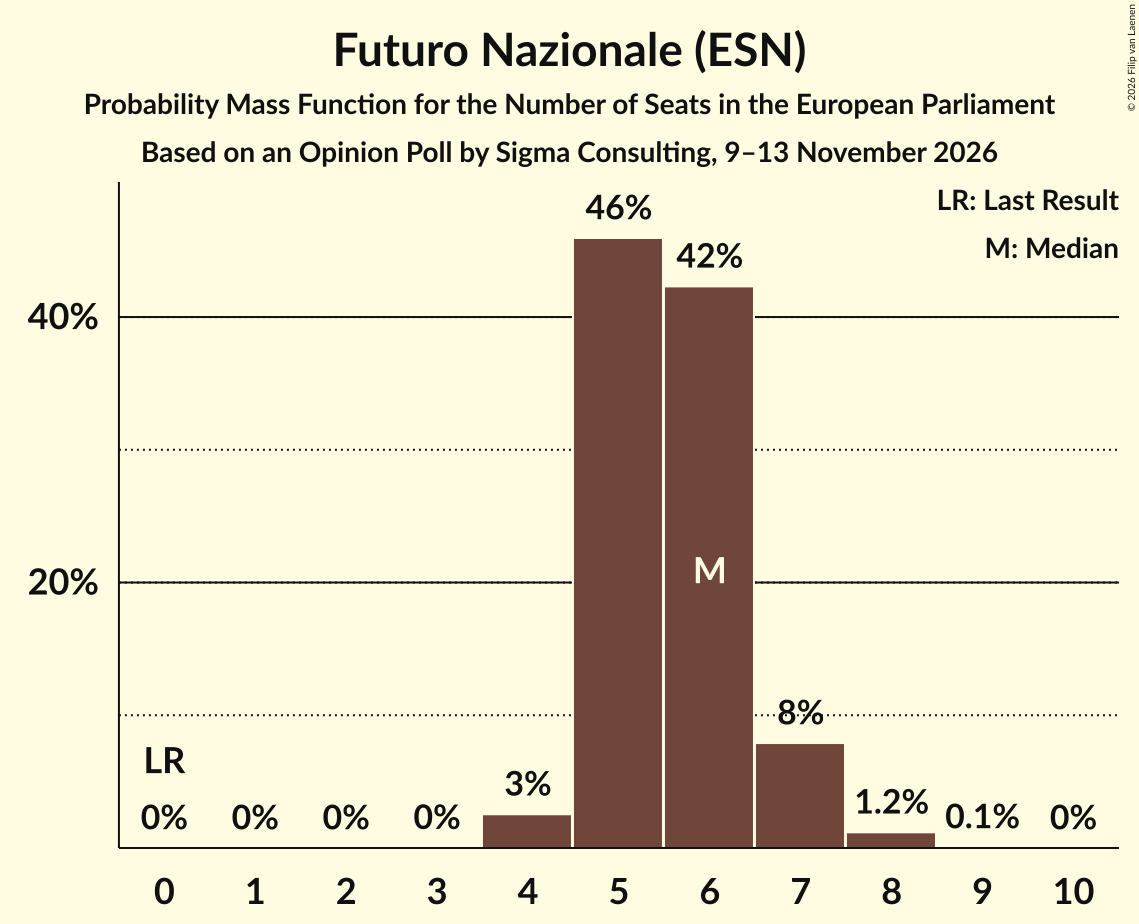 Futuro Nazionale (ESN)
Probability Mass Function for the Number of Seats in the European Parliament
Based on an Opinion Poll by Sigma Consulting, 9–13 November 2026
© 2026 Filip van Laenen
LR: Last Result
M: Median
46%
42%
40%
M
20%
8%
LR
3%
1.2%
0% 0% 0% 0% 0.1% 0%
0 1 2 3 4 5 6 7 8 9 10